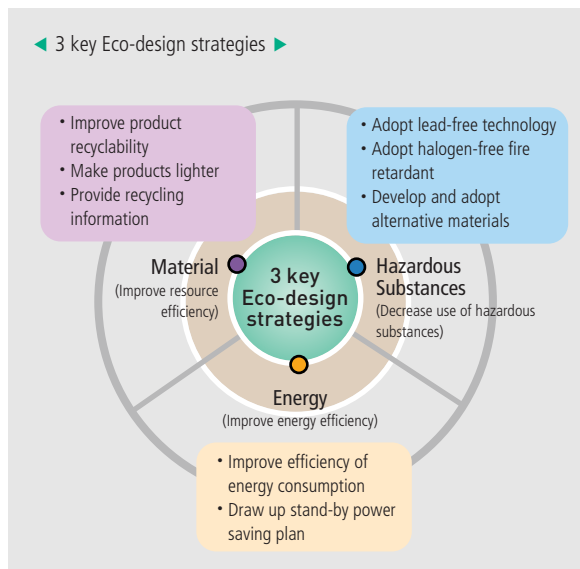 ◀ 3 key Eco-design strategies ▶
• Improve product
recyclability
• Make products lighter
• Provide recycling
information
• Adopt lead-free technology
• Adopt halogen-free fire
retardant
• Develop and adopt
alternative materials
Material
(Improve resource
efficiency)
3 key
Eco-design
strategies
Hazardous
Substances
(Decrease use of hazardous
substances)
Energy
(Improve energy efficiency)
• Improve efficiency of
energy consumption
• Draw up stand-by power
saving plan